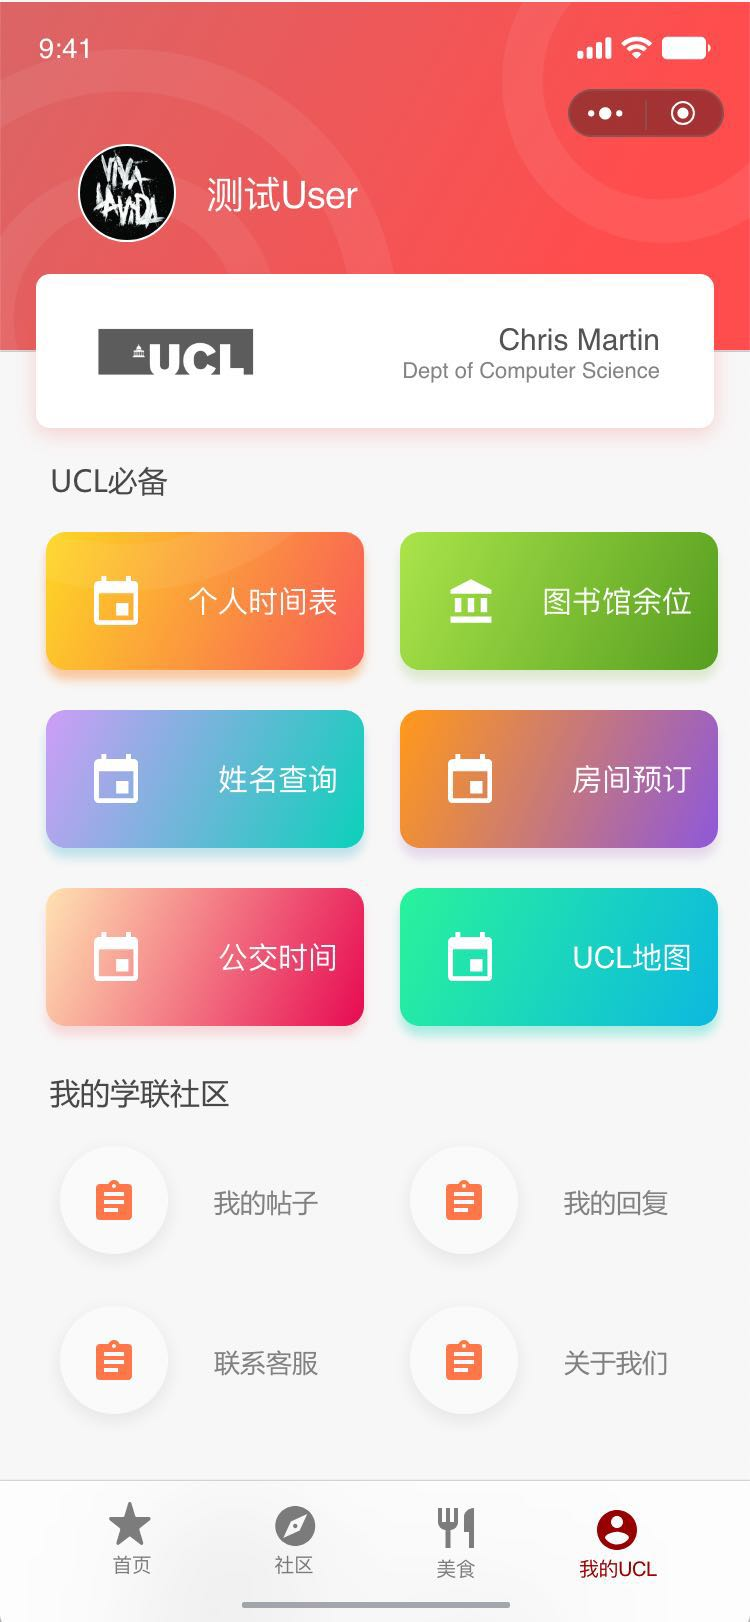 9:41
VIVA
LA VIDA
测试User
UCL
Chris Martin
Dept of Computer Science
UCL必备
个人时间表
图书馆余位
姓名查询
房间预订
公交时间
UCL地图
我的学联社区
我的帖子
我的回复
联系客服
关于我们
首页
社区
美食
我的UCL